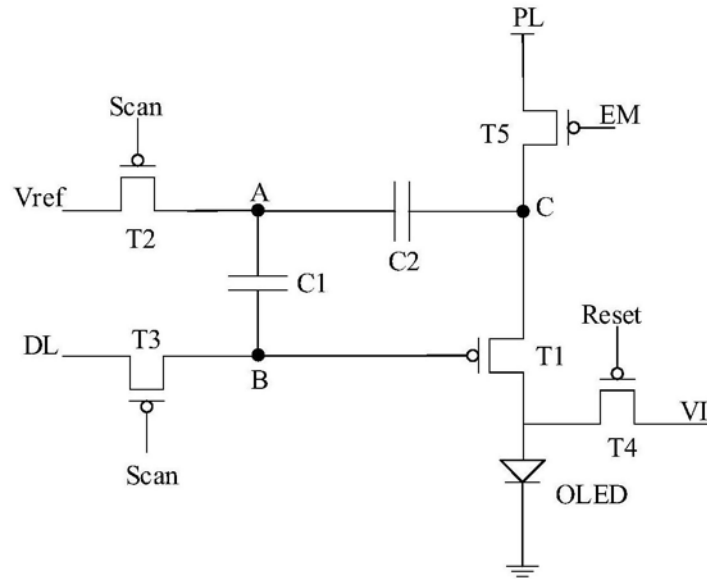 PL
Scan
EM
T5
Vref
A
C
T2
C2
C1
Reset
DL
T3
T1
B
VI
T4
Scan
OLED